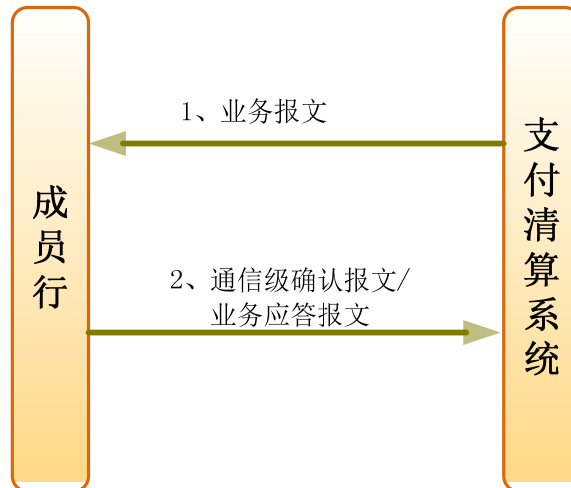 成员行
1、业务报文
2、通信级确认报文/
业务应答报文
支付清算系统